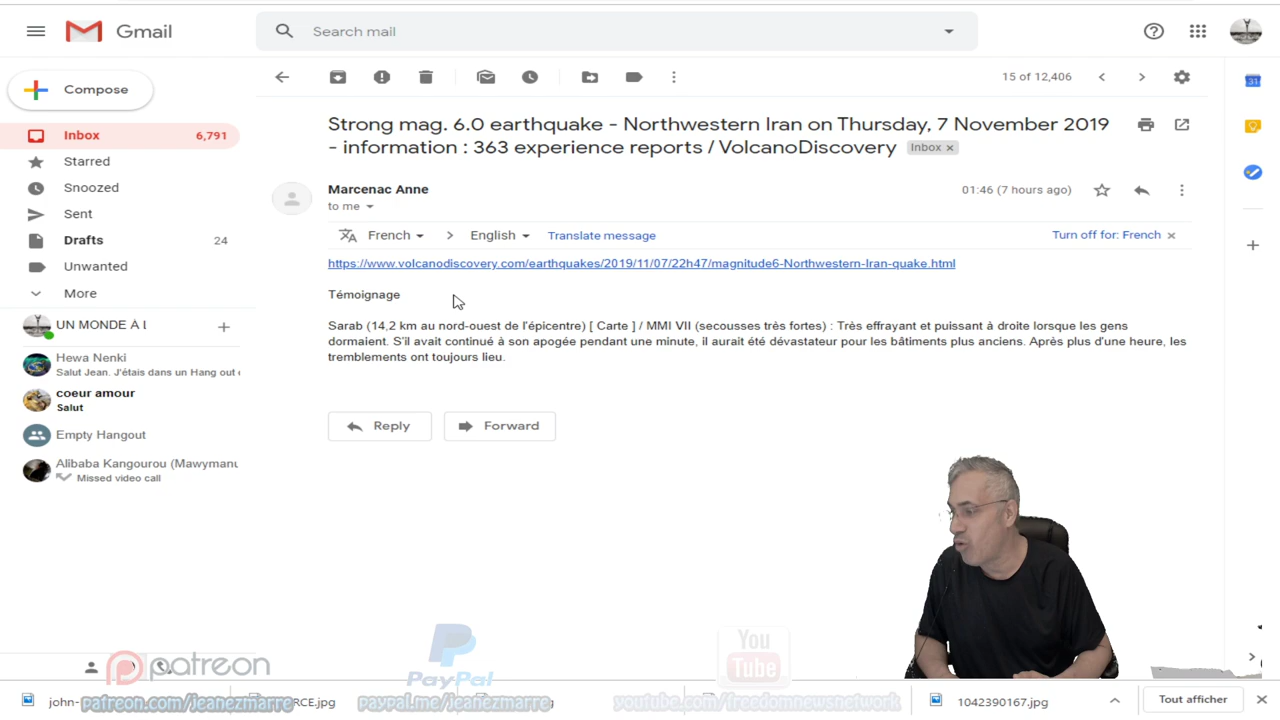 Gmail
Search mail
Compose
15 of 12,406
Inbox 6,791
Starred
Snoozed
Sent
Drafts 24
Unwanted
More
UN MONDE À L
Hewa Nenki
Salut Jean. J'étais dans un Hang out
coeur amour
Salut
Empty Hangout
Alibaba Kangourou (Mawymanu
Missed video call
Strong mag. 6.0 earthquake - Northwestern Iran on Thursday, 7 November 2019
- information : 363 experience reports / VolcanoDiscovery Inbox ×
Marcenac Anne
01:46 (7 hours ago)
to me
French > English Translate message Turn off for: French ×
https://www.volcanodiscovery.com/earthquakes/2019/11/07/22h47/magnitude6-Northwestern-Iran-quake.html
Témoignage
Sarab (14,2 km au nord-ouest de l'épicentre) [ Carte ] / MMI VII (secousses très fortes) : Très effrayant et puissant à droite lorsque les gens
dormaient. S'il avait continué à son apogée pendant une minute, il aurait été dévastateur pour les bâtiments plus anciens. Après plus d'une heure, les
tremblements ont toujours lieu.
Reply Forward
31
patreon
PayPal
You
Tube
john-
patreon.com/Jeanezmarre
RCE.jpg
paypal.me/Jeanezmarre
youtube.com/freedomnewsnetwork
1042390167.jpg
Tout afficher